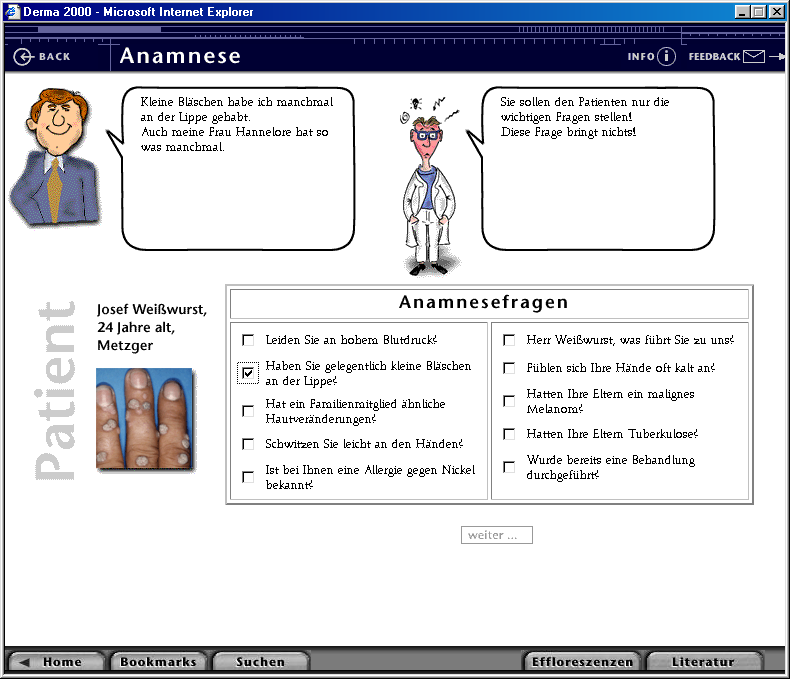 Derma 2000 - Microsoft Internet Explorer
BACK
Anamnese
INFO
FEEDBACK
Kleine Bläschen habe ich manchmal
an der Lippe gehabt.
Auch meine Frau Hannelore hat so
was manchmal.
Sie sollen den Patienten nur die
wichtigen Fragen stellen!
Diese Frage bringt nichts!
Patient
Josef Weißwurst,
24 Jahre alt,
Metzger
Anamnesefragen
Leiden Sie an hohem Blutdruck?
Haben Sie gelegentlich kleine Bläschen
an der Lippe?
Hat ein Familienmitglied ähnliche
Hautveränderungen?
Schwitzen Sie leicht an den Händen?
Ist bei Ihnen eine Allergie gegen Nickel
bekannt?
Herr Weißwurst, was führt Sie zu uns?
Fühlen sich Ihre Hände oft kalt an?
Hatten Ihre Eltern ein malignes
Melanom?
Hatten Ihre Eltern Tuberkulose?
Wurde bereits eine Behandlung
durchgeführt?
weiter ...
Home
Bookmarks
Suchen
Effloreszenzen
Literatur